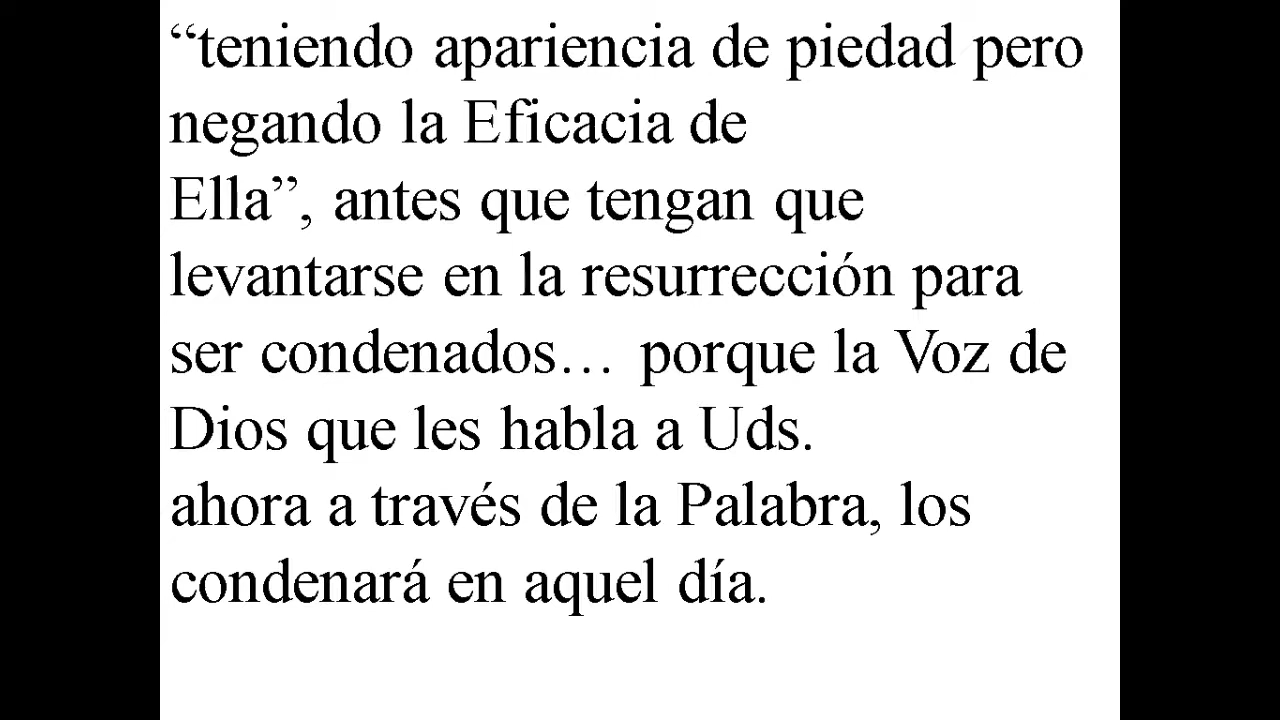 “teniendo apariencia de piedad pero
negando la Eficacia de
Ella”, antes que tengan que
levantarse en la resurrección para
ser condenados… porque la Voz de
Dios que les habla a Uds.
ahora a través de la Palabra, los
condenará en aquel día.